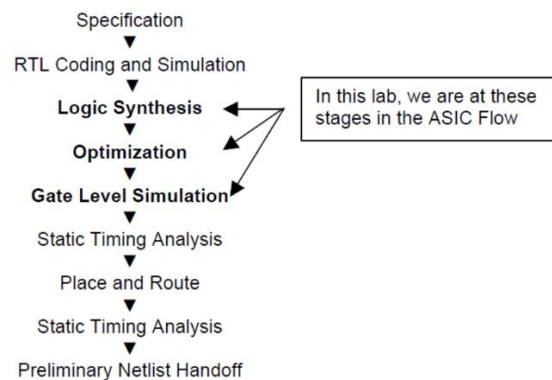 Specification
RTL Coding and Simulation
Logic Synthesis
Optimization
Gate Level Simulation
Static Timing Analysis
Place and Route
Static Timing Analysis
Preliminary Netlist Handoff
In this lab, we are at these
stages in the ASIC Flow